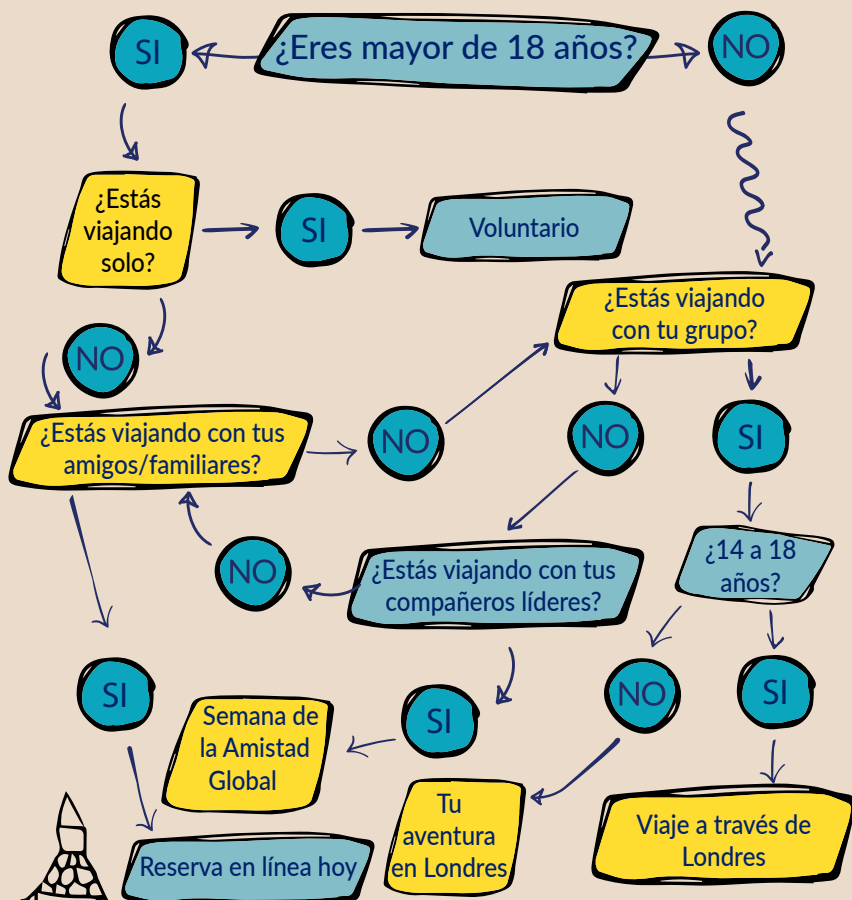 SI
¿Eres mayor de 18 años?
NO
¿Estás
viajando
solo?
SI
Voluntario
¿Estás viajando
con tu grupo?
NO
¿Estás viajando con tus
amigos/familiares?
NO
NO
SI
¿14 a 18
años?
NO
¿Estás viajando con tus
compañeros líderes?
SI
Semana de
la Amistad
Global
SI
NO
SI
Tu
aventura
en Londres
Viaje a través de
Londres
Reserva en línea hoy